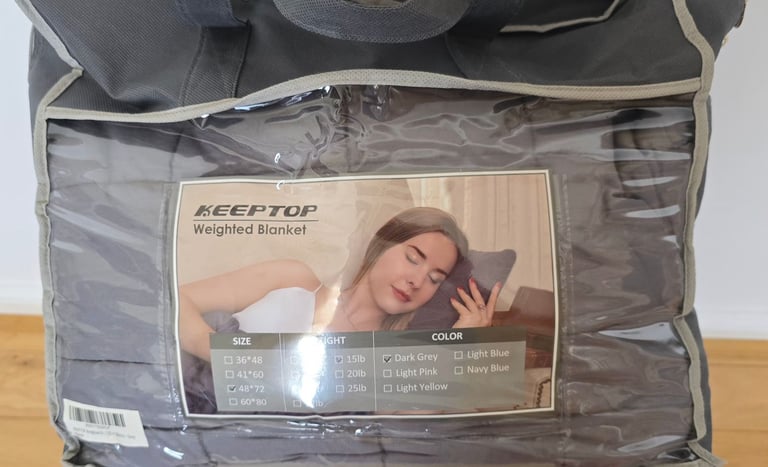 KEEPTOP
Weighted Blanket
SIZE COLOR
36*48 15lb Dark Grey Light Blue
41*60 20lb Light Pink Navy Blue
48*72 25lb Light Yellow
60*80